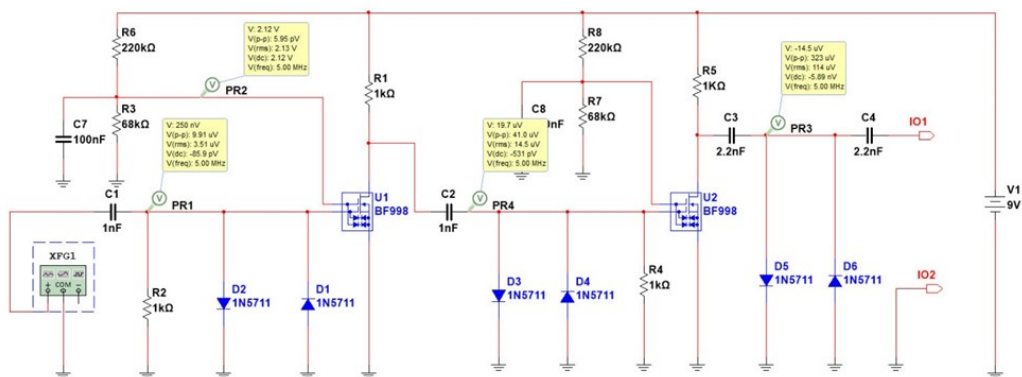 R6
220kΩ
V: 2.12 V
V(p-p): 5.95 pV
V(rms): 2.13 V
V(dc): 2.12 V
V(freq): 5.00 MHz
V
PR2
R3
68kΩ
C7
100nF
R1
1kΩ
V: 250 nV
V(p-p): 9.91 uV
V(rms): 3.51 uV
V(dc): -85.9 pV
V(freq): 5.00 MHz
V
PR1
C1
1nF
XFG1
+ COM −
R2
1kΩ
D2
1N5711
D1
1N5711
U1
BF998
R8
220kΩ
C8
nF
R7
68kΩ
V: 19.7 uV
V(p-p): 41.0 uV
V(rms): 14.5 uV
V(dc): -531 pV
V(freq): 5.00 MHz
V
PR4
C2
1nF
D3
1N5711
D4
1N5711
R4
1kΩ
R5
1KΩ
U2
BF998
V: -14.5 uV
V(p-p): 323 uV
V(rms): 114 uV
V(dc): -5.89 nV
V(freq): 5.00 MHz
V
PR3
C3
2.2nF
C4
2.2nF
IO1
D5
1N5711
D6
1N5711
IO2
V1
9V